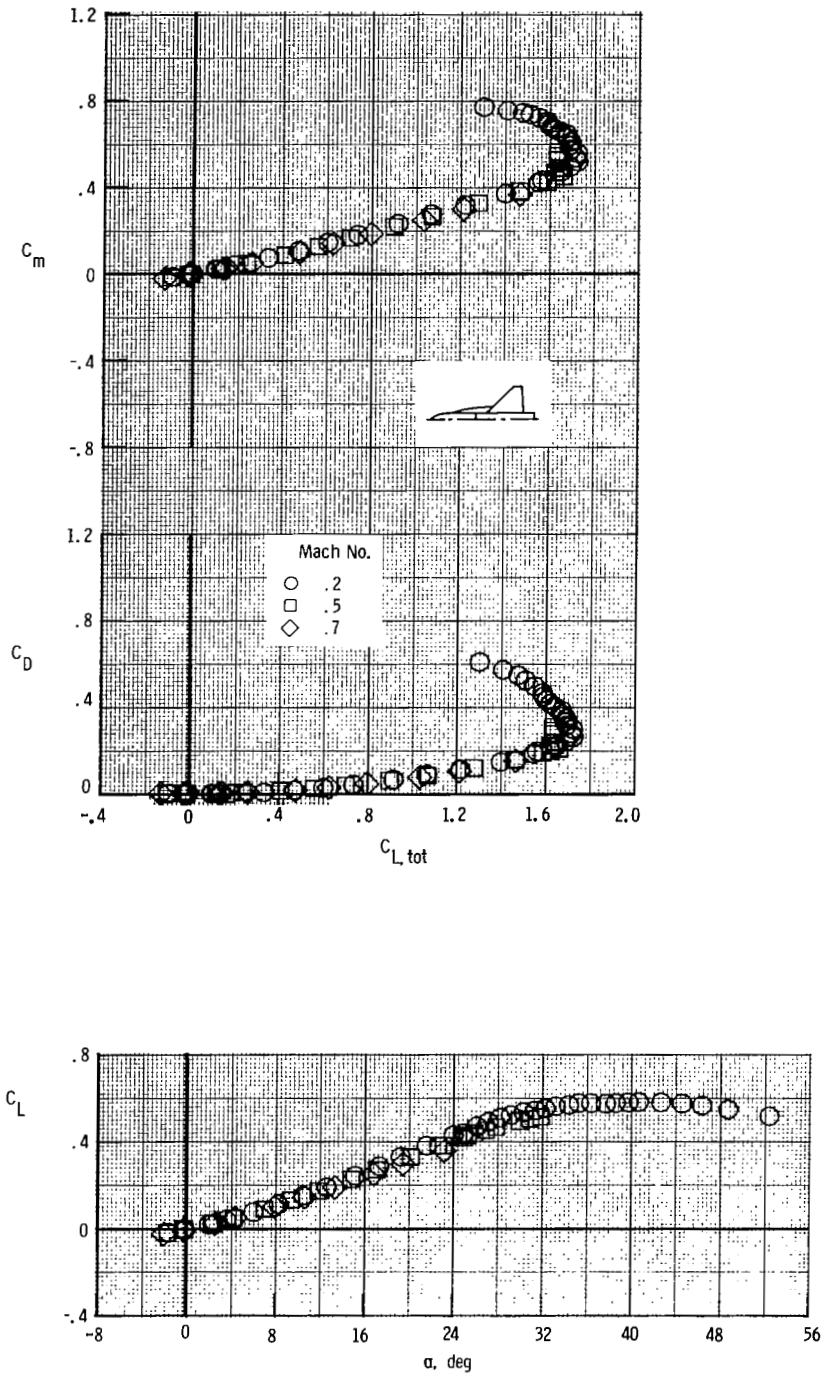 1.2
.8
.4
C_m
0
-.4
-.8
1.2
Mach No.
.2
.5
.7
.8
C_D
.4
0
-.4 0 .4 .8 1.2 1.6 2.0
C_L, tot
.8
C_L
.4
0
-.4
-8 0 8 16 24 32 40 48 56
α, deg